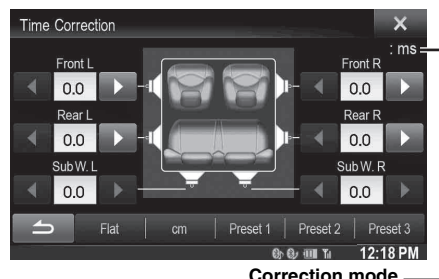 Time Correction
: ms
Front L
Front R
0.0
0.0
Rear L
Rear R
0.0
0.0
Sub W. L
Sub W. R
0.0
0.0
Flat
cm
Preset 1
Preset 2
Preset 3
12:18 PM
Correction mode